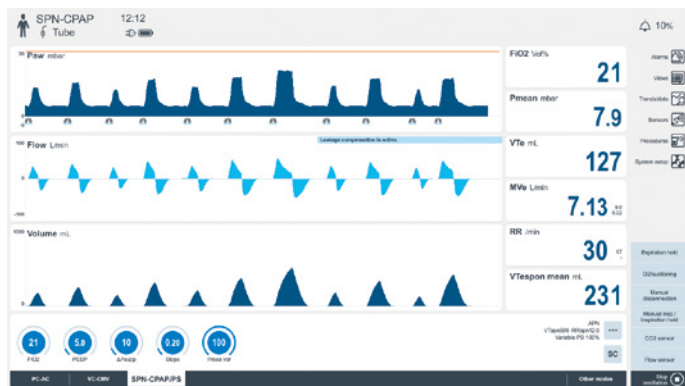 SPN-CPAP 12:12
Tube
10%
Paw mbar
Flow L/min
Leakage compensation is active.
Volume mL
FiO2 Vol%
21
Pmean mbar
7.9
VTe mL
127
MVe L/min
7.13
RR /min
30
VTespon mean mL
231
Alarms
Views
Trends/data
Sensors
Procedures
System setup
Expiration hold
O2/suctioning
Manual disconnection
Manual insp./
Inspiration hold
CO2 sensor
Flow sensor
Stop
ventilation
21
5.0
10
0.20
100
FiO2
PEEP
ΔPsupp
Slope
Press var
APN
Variable PS 100%
...
SC
PC-AC
VC-CMV
SPN-CPAP/PS
Other modes